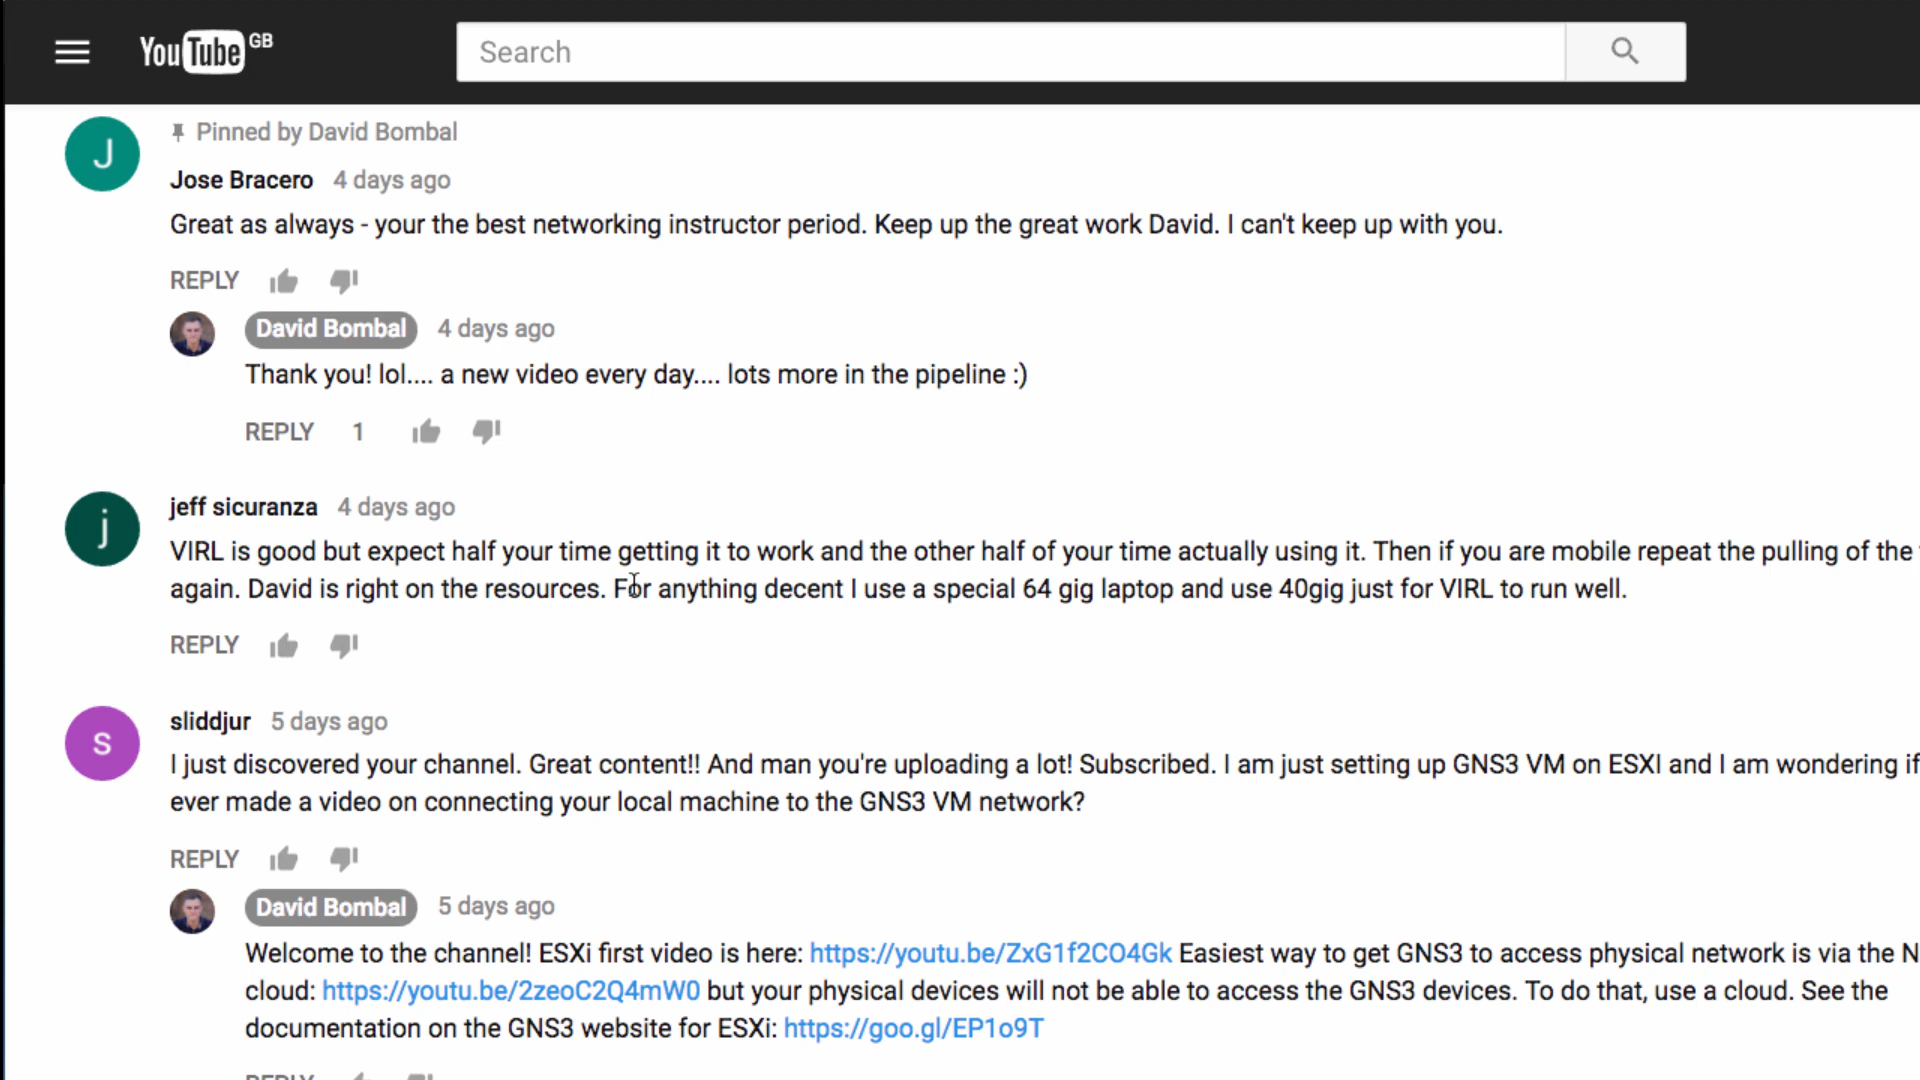 YouTube GB
Search
J
Pinned by David Bombal
Jose Bracero 4 days ago
Great as always - your the best networking instructor period. Keep up the great work David. I can't keep up with you.
REPLY
David Bombal 4 days ago
Thank you! lol.... a new video every day.... lots more in the pipeline :)
REPLY 1
j
jeff sicuranza 4 days ago
VIRL is good but expect half your time getting it to work and the other half of your time actually using it. Then if you are mobile repeat the pulling of the
again. David is right on the resources. For anything decent I use a special 64 gig laptop and use 40gig just for VIRL to run well.
REPLY
s
sliddjur 5 days ago
I just discovered your channel. Great content!! And man you're uploading a lot! Subscribed. I am just setting up GNS3 VM on ESXI and I am wondering if
ever made a video on connecting your local machine to the GNS3 VM network?
REPLY
David Bombal 5 days ago
Welcome to the channel! ESXi first video is here: https://youtu.be/ZxG1f2CO4Gk Easiest way to get GNS3 to access physical network is via the
cloud: https://youtu.be/2zeoC2Q4mW0 but your physical devices will not be able to access the GNS3 devices. To do that, use a cloud. See the
documentation on the GNS3 website for ESXi: https://goo.gl/EP1o9T
REPLY